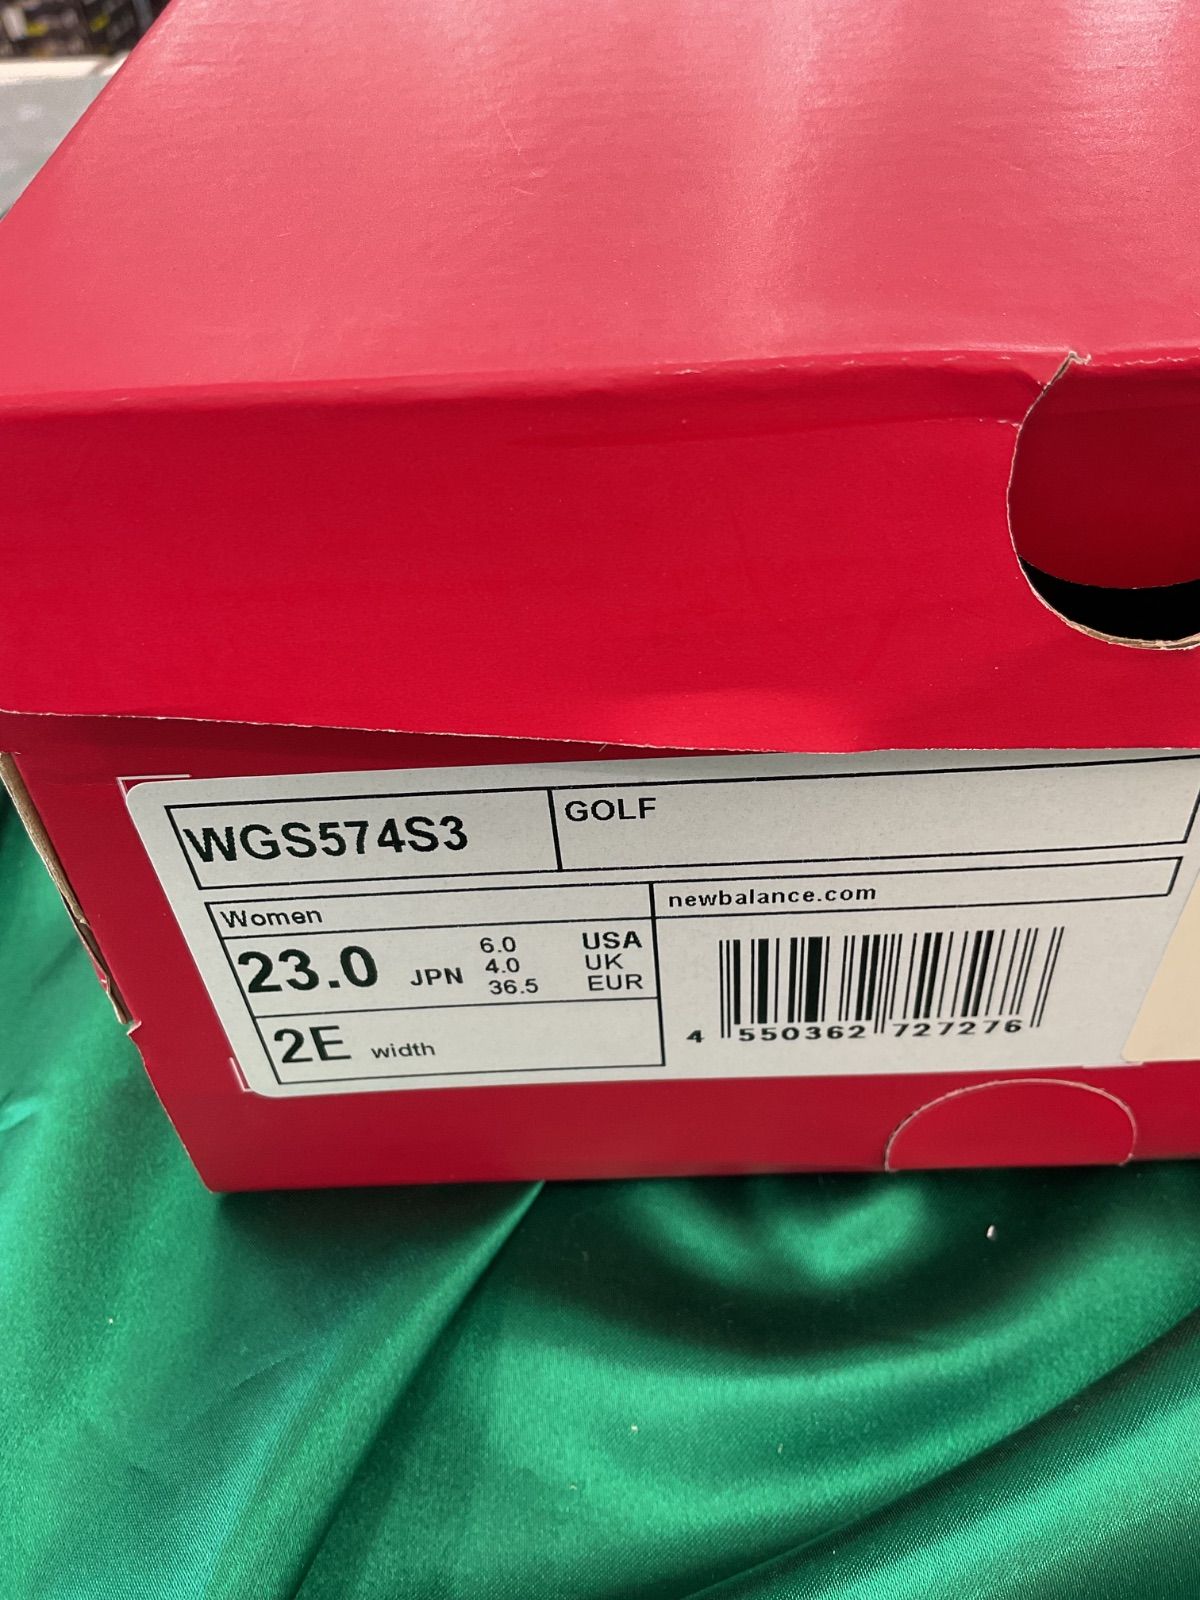 WGS574S3
GOLF
Women
newbalance.com
23.0 JPN
6.0 USA
4.0 UK
36.5 EUR
2E width
4 550362 727276